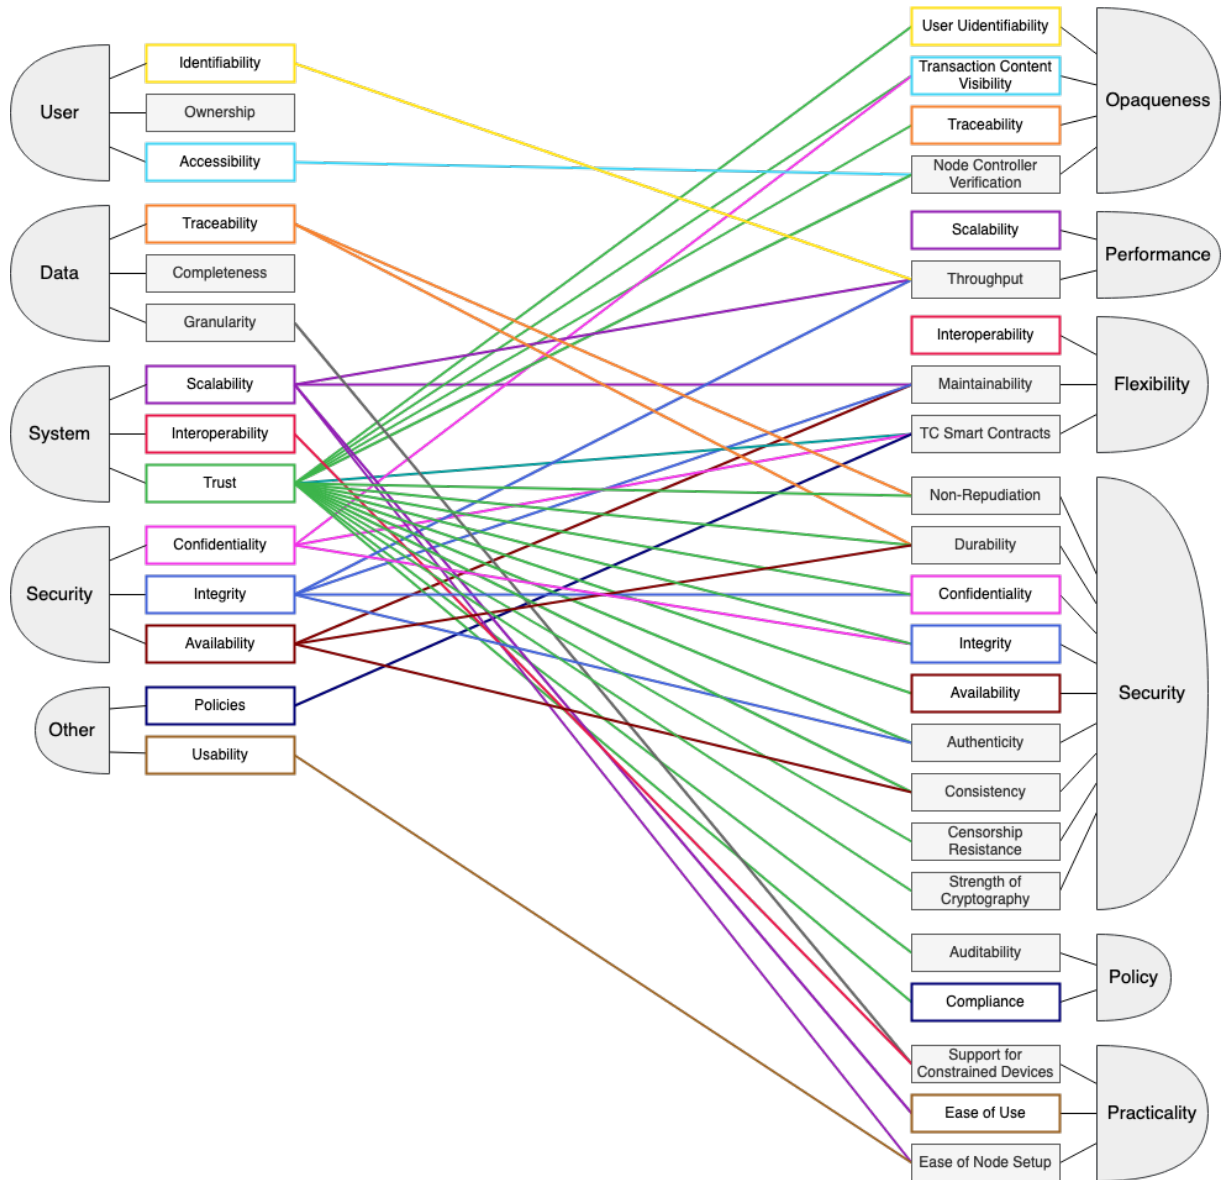 User
Identifiability
Ownership
Accessibility
Data
Traceability
Completeness
Granularity
System
Scalability
Interoperability
Trust
Security
Confidentiality
Integrity
Availability
Other
Policies
Usability
User Uidentifiability
Transaction Content
Visibility
Traceability
Node Controller
Verification
Opaqueness
Scalability
Throughput
Performance
Interoperability
Maintainability
TC Smart Contracts
Flexibility
Non-Repudiation
Durability
Confidentiality
Integrity
Availability
Authenticity
Consistency
Censorship
Resistance
Strength of
Cryptography
Security
Auditability
Compliance
Policy
Support for
Constrained Devices
Ease of Use
Ease of Node Setup
Practicality